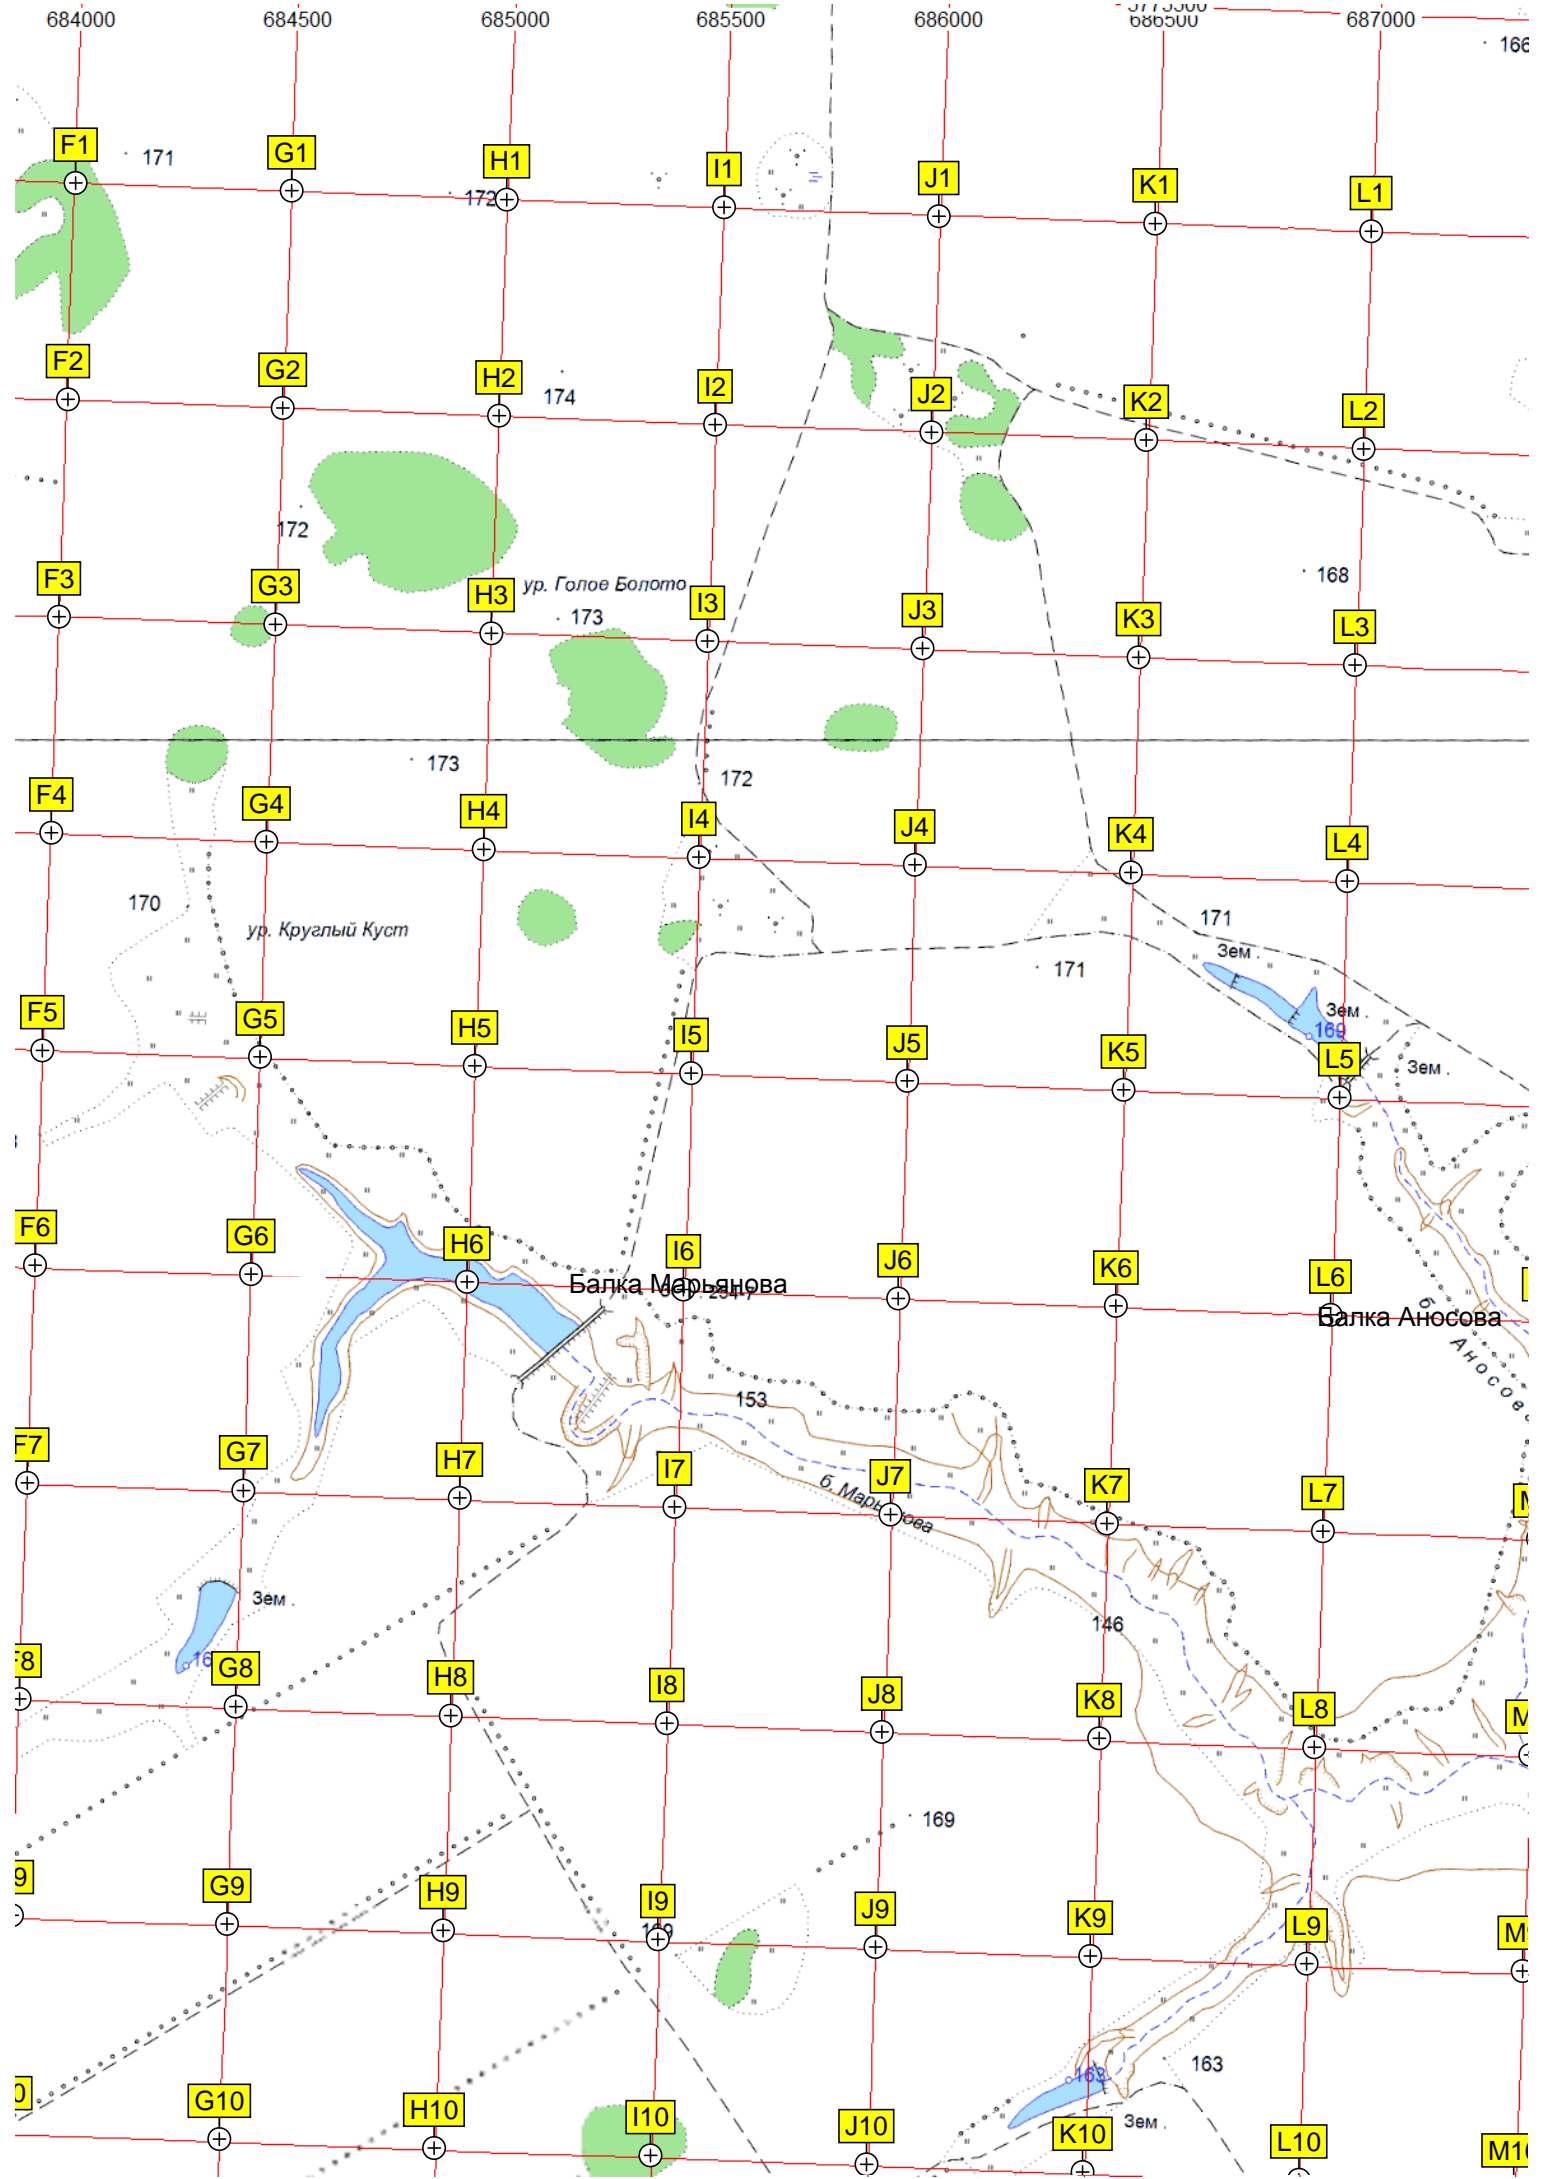 684000 684500 685000 685500 686000 686500 687000
166
F1 171 G1 H1 I1 J1 K1 L1
172
F2 G2 H2 174 I2 J2 K2 L2
172
F3 G3 H3 ур. Голое Болото I3 J3 K3 168 L3
173
173 172
F4 G4 H4 I4 J4 K4 L4
170 ур. Круглый Куст 171
171 Зем.
F5 G5 H5 I5 J5 K5 Зем.
169
L5 Зем.
F6 G6 H6 I6 J6 K6 L6
Балка Марьянова
Балка Аносова
153
F7 G7 H7 I7 J7 K7 L7
б. Марьянова
Зем. 146
F8 G8 H8 I8 J8 K8 L8
169
9 G9 H9 I9 J9 K9 L9
163 163
G10 H10 I10 J10 Зем. K10 L10 M10